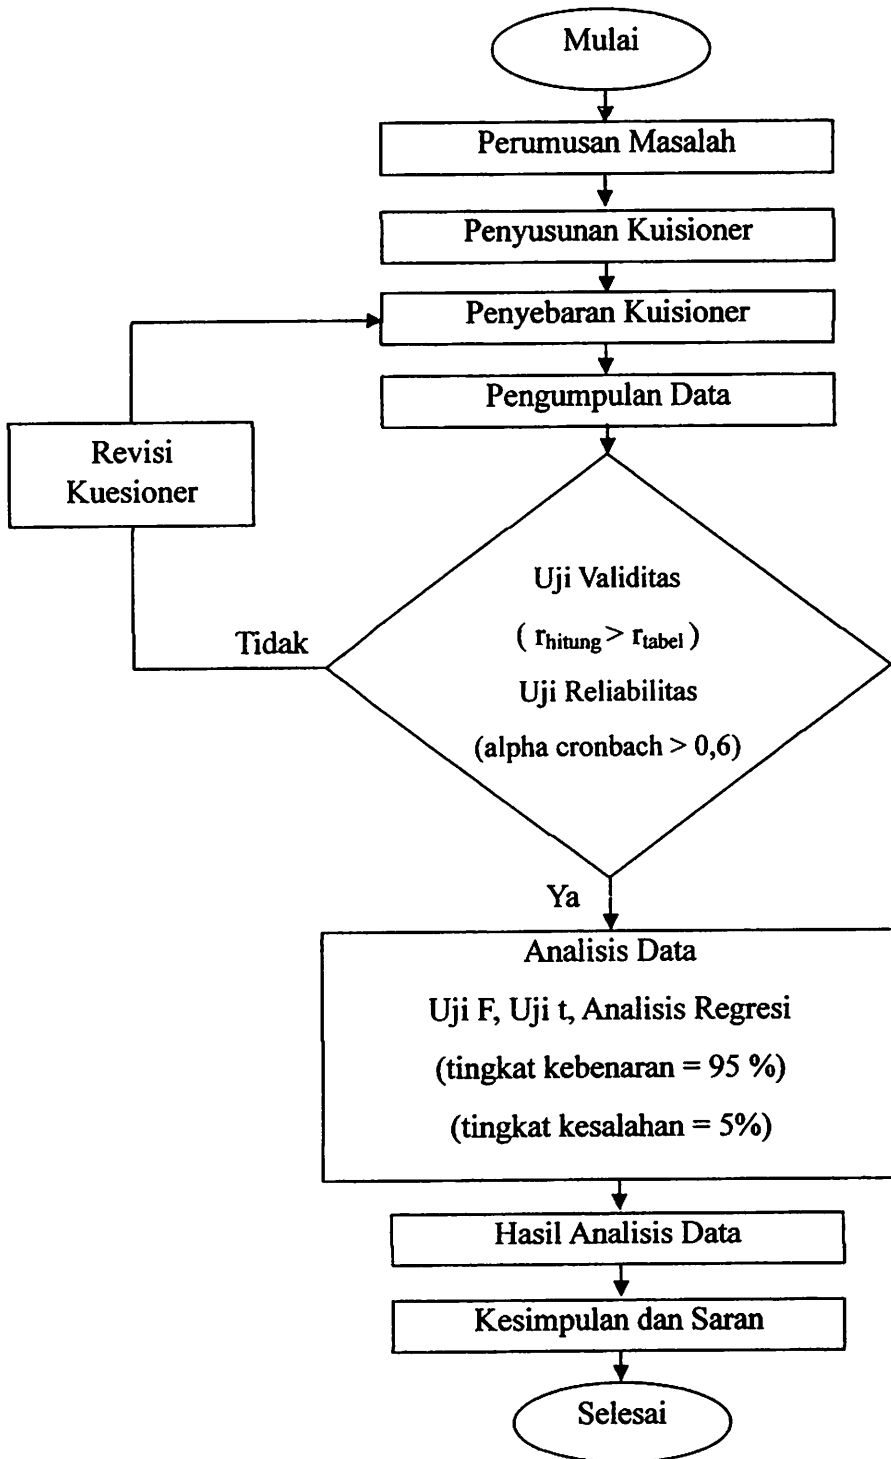 Mulai
Perumusan Masalah
Penyusunan Kuisioner
Penyebaran Kuisioner
Pengumpulan Data
Revisi
Kuesioner
Uji Validitas
( r_hitung > r_tabel )
Uji Reliabilitas
(alpha cronbach > 0,6)
Tidak
Ya
Analisis Data
Uji F, Uji t, Analisis Regresi
(tingkat kebenaran = 95 %)
(tingkat kesalahan = 5%)
Hasil Analisis Data
Kesimpulan dan Saran
Selesai